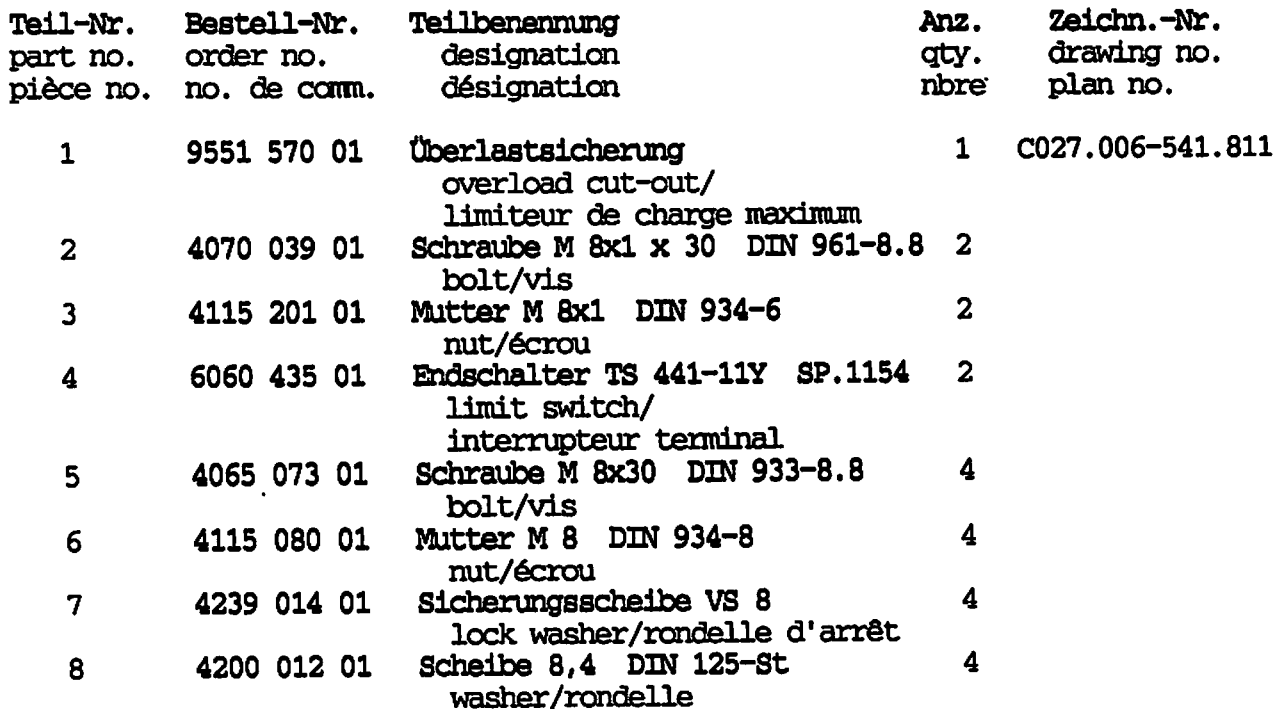 Teil-Nr. Bestell-Nr. Teilbenennung Anz. Zeichn.-Nr.
part no. order no. designation qty. drawing no.
pièce no. no. de comm. désignation nbre plan no.
1 9551 570 01 Überlastsicherung 1 C027.006-541.811
overload cut-out/
limiteur de charge maximum
2 4070 039 01 Schraube M 8x1 x 30 DIN 961-8.8 2
bolt/vis
3 4115 201 01 Mutter M 8x1 DIN 934-6 2
nut/écrou
4 6060 435 01 Endschalter TS 441-11Y SP.1154 2
limit switch/
interrupteur terminal
5 4065 073 01 Schraube M 8x30 DIN 933-8.8 4
bolt/vis
6 4115 080 01 Mutter M 8 DIN 934-8 4
nut/écrou
7 4239 014 01 Sicherungsscheibe VS 8 4
lock washer/rondelle d'arrêt
8 4200 012 01 Scheibe 8,4 DIN 125-St 4
washer/rondelle